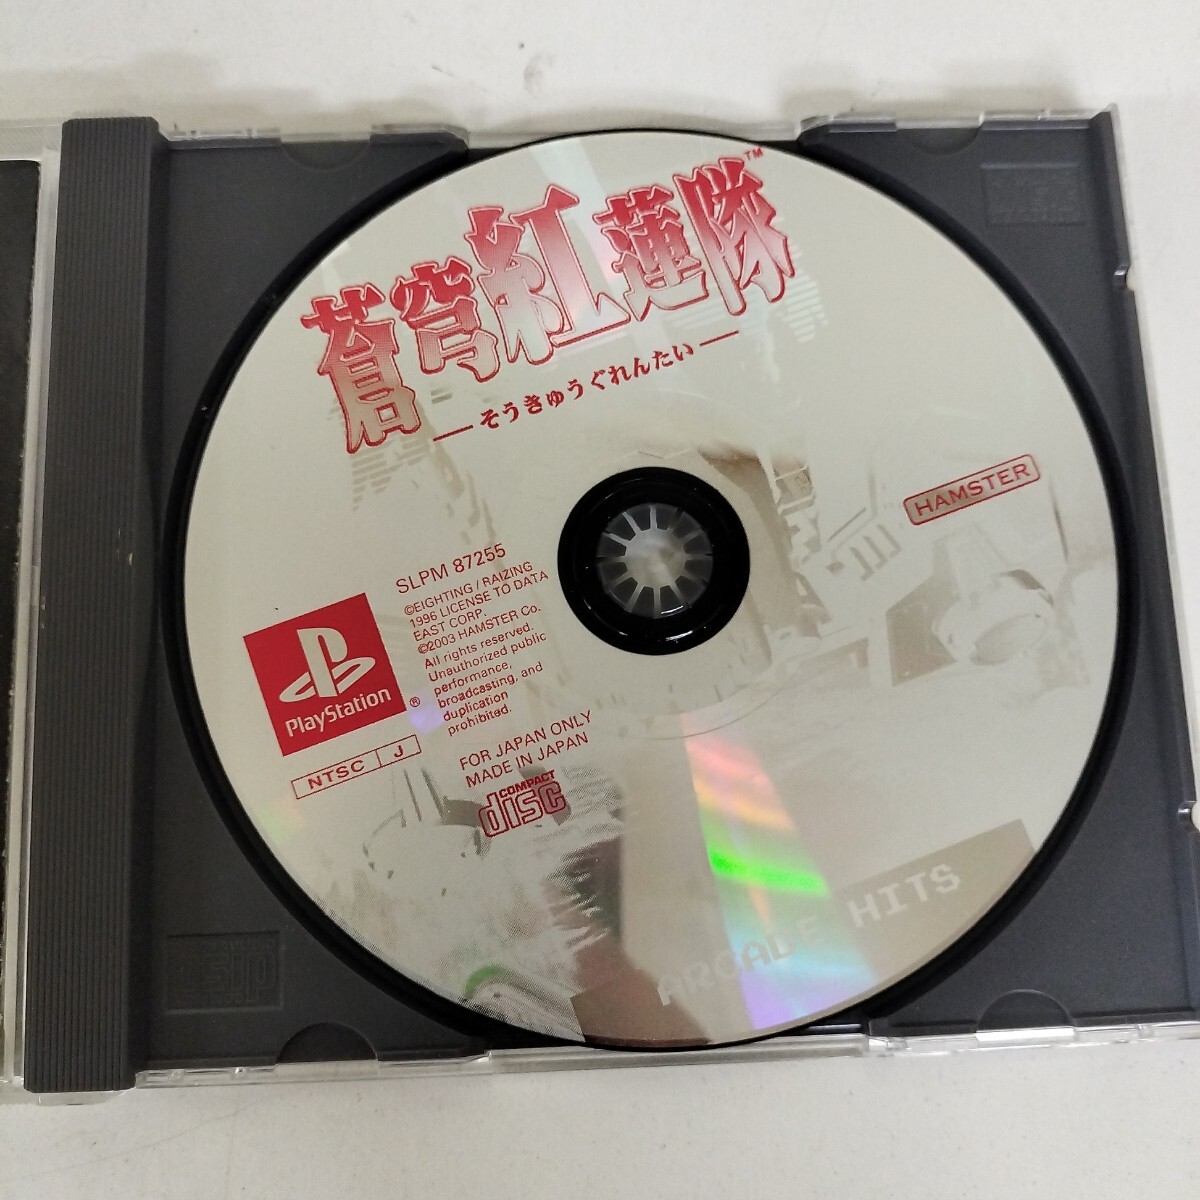 蒼穹紅蓮隊™
―そうきゅうぐれんたい―
HAMSTER
SLPM 87255
©EIGHTING / RAIZING
1996 LICENSE TO DATA
EAST CORP.
©2003 HAMSTER Co.
All rights reserved.
Unauthorized public
performance,
broadcasting, and
duplication
prohibited.
PlayStation
®
NTSC J
FOR JAPAN ONLY
MADE IN JAPAN
COMPACT
disc
ARCADE HITS